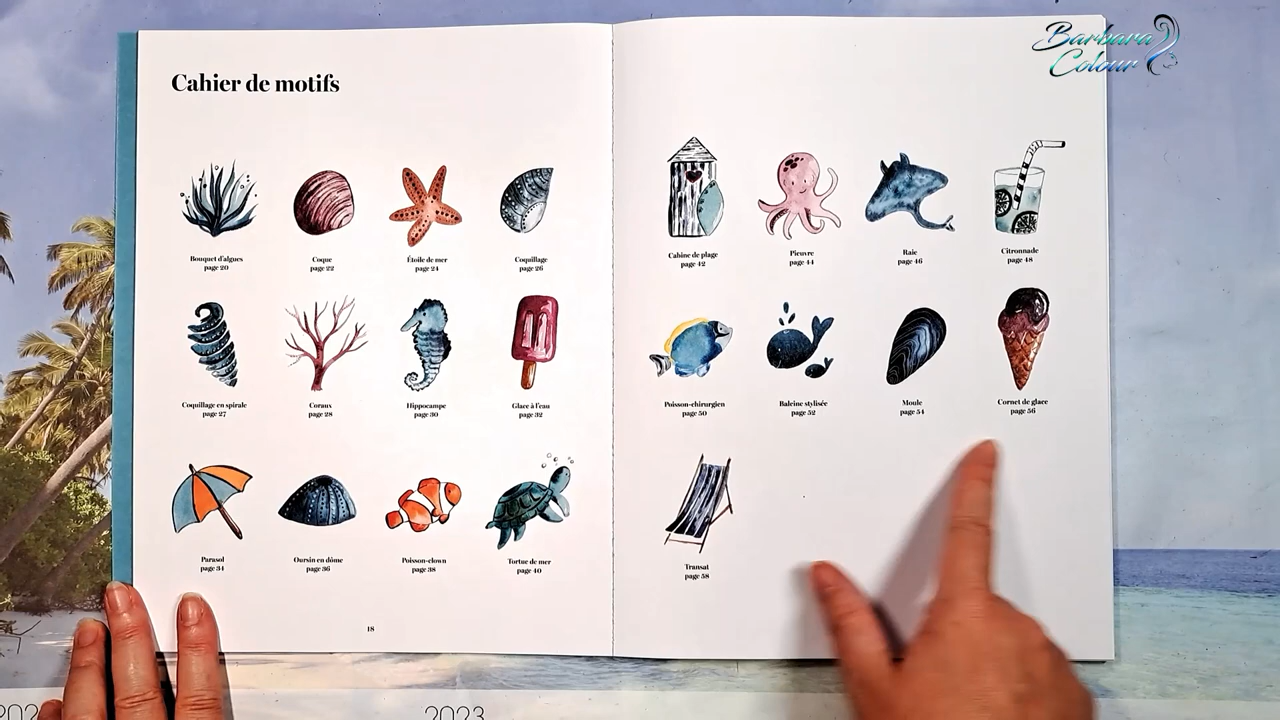 Barbara
Colour
Cahier de motifs
Bouquet d'algues
page 20
Coque
page 22
Étoile de mer
page 24
Coquillage
page 26
Coquillage en spirale
page 27
Coraux
page 28
Hippocampe
page 30
Glace à l'eau
page 32
Parasol
page 34
Oursin en dôme
page 36
Poisson-clown
page 38
Tortue de mer
page 40
18
Cabine de plage
page 42
Pieuvre
page 44
Raie
page 46
Citronnade
page 48
Poisson-chirurgien
page 50
Baleine stylisée
page 52
Moule
page 54
Cornet de glace
page 56
Transat
page 58
2023